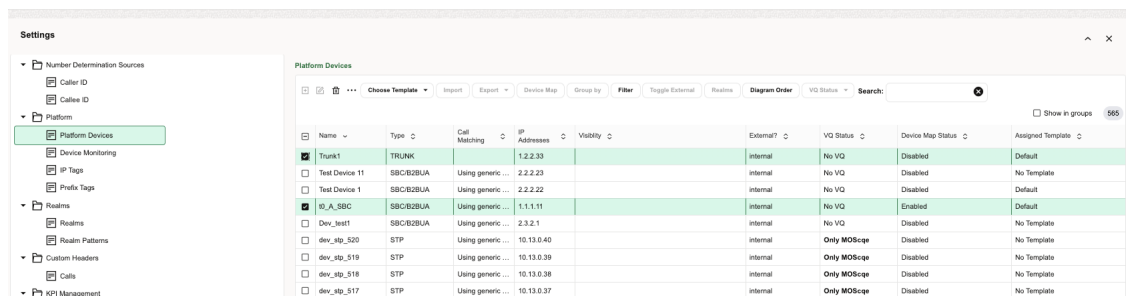 Settings
Number Determination Sources
Caller ID
Callee ID
Platform
Platform Devices
Device Monitoring
IP Tags
Prefix Tags
Realms
Realms
Realm Patterns
Custom Headers
Calls
KPI Management
Platform Devices
Choose Template Import Export Device Map Group by Filter Toggle External Realms Diagram Order VQ Status Search:
Show in groups 565
Name Type Call Matching IP Addresses Visiblity External? VQ Status Device Map Status Assigned Template
Trunk1 TRUNK 1.2.2.33 internal No VQ Disabled Default
Test Device 11 SBC/B2BUA Using generic ... 2.2.2.23 internal No VQ Disabled No Template
Test Device 1 SBC/B2BUA Using generic ... 2.2.2.22 internal No VQ Disabled Default
t0_A_SBC SBC/B2BUA Using generic ... 1.1.1.11 internal No VQ Enabled Default
Dev_test1 SBC/B2BUA Using generic ... 2.3.2.1 internal No VQ Disabled No Template
dev_stp_520 STP Using generic ... 10.13.0.40 internal Only MOScqe Disabled No Template
dev_stp_519 STP Using generic ... 10.13.0.39 internal Only MOScqe Disabled No Template
dev_stp_518 STP Using generic ... 10.13.0.38 internal Only MOScqe Disabled No Template
dev_stp_517 STP Using generic ... 10.13.0.37 internal Only MOScqe Disabled No Template